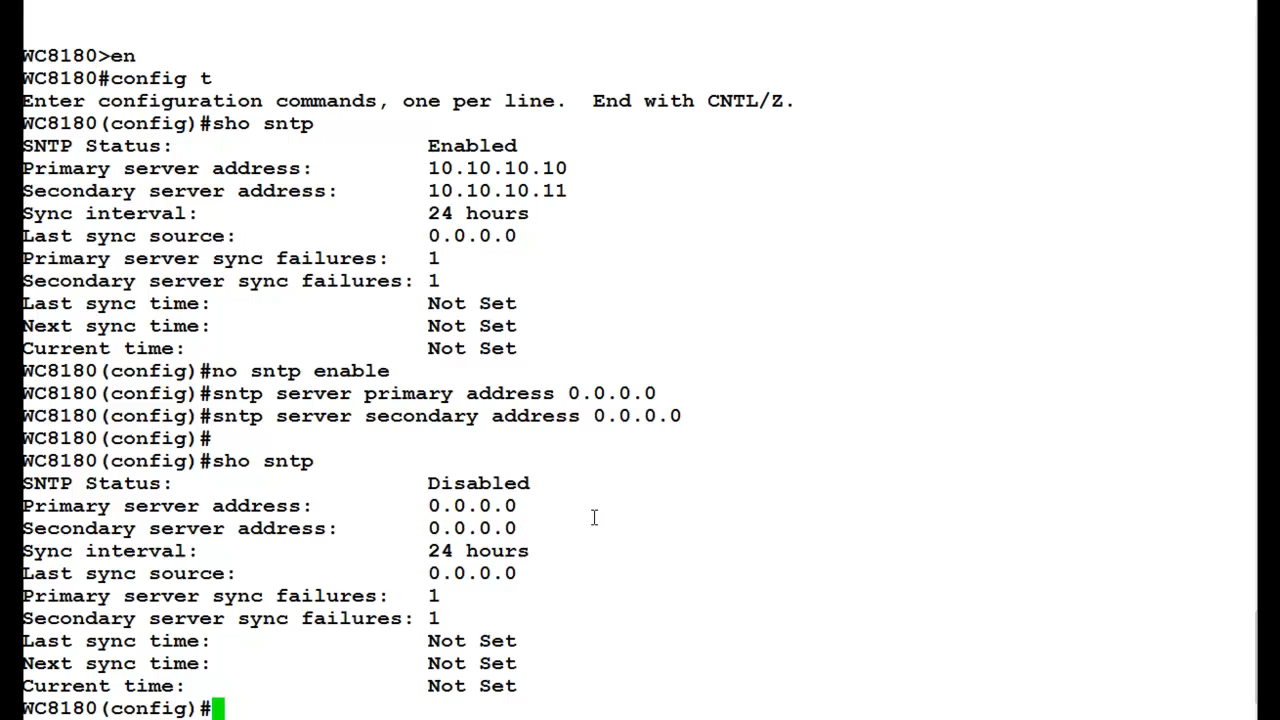 WC8180>en
WC8180#config t
Enter configuration commands, one per line.  End with CNTL/Z.
WC8180(config)#sho sntp
SNTP Status:                    Enabled
Primary server address:         10.10.10.10
Secondary server address:       10.10.10.11
Sync interval:                  24 hours
Last sync source:               0.0.0.0
Primary server sync failures:   1
Secondary server sync failures: 1
Last sync time:                 Not Set
Next sync time:                 Not Set
Current time:                   Not Set
WC8180(config)#no sntp enable
WC8180(config)#sntp server primary address 0.0.0.0
WC8180(config)#sntp server secondary address 0.0.0.0
WC8180(config)#
WC8180(config)#sho sntp
SNTP Status:                    Disabled
Primary server address:         0.0.0.0
Secondary server address:       0.0.0.0
Sync interval:                  24 hours
Last sync source:               0.0.0.0
Primary server sync failures:   1
Secondary server sync failures: 1
Last sync time:                 Not Set
Next sync time:                 Not Set
Current time:                   Not Set
WC8180(config)#